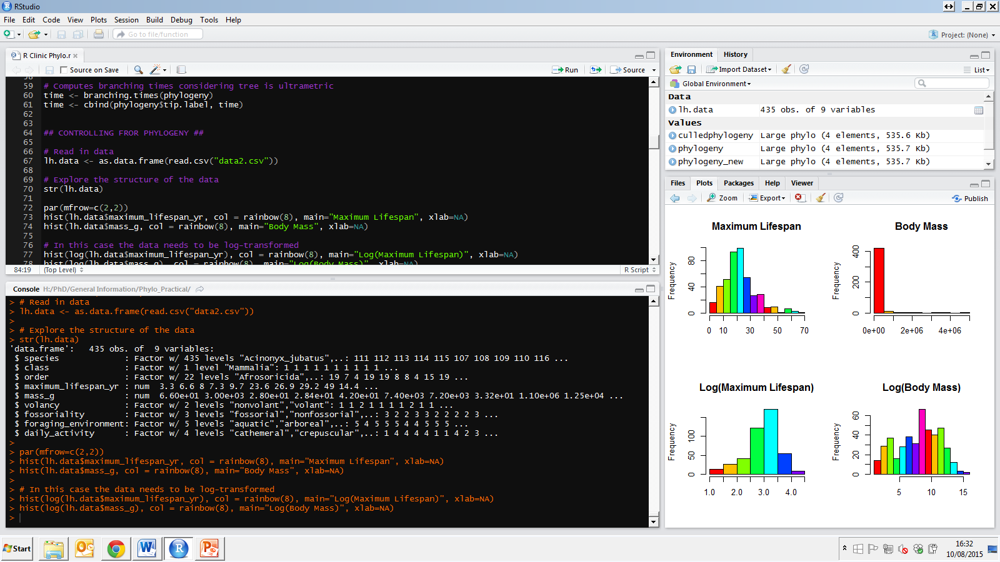 RStudio
File Edit Code View Plots Session Build Debug Tools Help
Go to file/function
Project: (None)
R Clinic Phylo.r
Source on Save
Run
Source
58
59 # Computes branching times considering tree is ultrametric
60 time <- branching.times(phylogeny)
61 time <- cbind(phylogeny$tip.label, time)
62
63
64 ## CONTROLLING FROR PHYLOGENY ##
65
66 # Read in data
67 lh.data <- as.data.frame(read.csv("data2.csv"))
68
69 # Explore the structure of the data
70 str(lh.data)
71
72 par(mfrow=c(2,2))
73 hist(lh.data$maximum_lifespan_yr, col = rainbow(8), main="Maximum Lifespan", xlab=NA)
74 hist(lh.data$mass_g, col = rainbow(8), main="Body Mass", xlab=NA)
75
76 # In this case the data needs to be log-transformed
77 hist(log(lh.data$maximum_lifespan_yr), col = rainbow(8), main="Log(Maximum Lifespan)", xlab=NA)
78 hist(log(lh.data$mass_g), col = rainbow(8), main="Log(Body Mass)", xlab=NA)
84:19 (Top Level) R Script
Console H:/PhD/General Information/Phylo_Practical/
> # Read in data
> lh.data <- as.data.frame(read.csv("data2.csv"))
>
> # Explore the structure of the data
> str(lh.data)
'data.frame': 435 obs. of 9 variables:
$ species : Factor w/ 435 levels "Acinonyx_jubatus",..: 111 112 113 114 115 107 108 109 110 116 ...
$ class : Factor w/ 1 level "Mammalia": 1 1 1 1 1 1 1 1 1 1 ...
$ order : Factor w/ 22 levels "Afrosoricida",..: 19 7 4 19 19 8 8 4 15 19 ...
$ maximum_lifespan_yr : num 3.3 6.6 8 7.3 9.7 23.6 26.9 29.2 49 14.4 ...
$ mass_g : num 6.60e+01 3.00e+03 2.80e+01 2.84e+01 4.20e+01 7.40e+03 7.20e+03 3.32e+01 1.10e+06 1.25e+04 ...
$ volancy : Factor w/ 2 levels "nonvolant","volant": 1 1 2 1 1 1 1 2 1 1 ...
$ fossoriality : Factor w/ 3 levels "fossorial","nonfossorial",..: 3 2 2 3 3 2 2 2 2 3 ...
$ foraging_environment: Factor w/ 5 levels "aquatic","arboreal",..: 5 4 5 5 5 4 4 5 5 5 ...
$ daily_activity : Factor w/ 4 levels "cathemeral","crepuscular",..: 1 4 4 4 4 1 1 4 2 3 ...
>
> par(mfrow=c(2,2))
> hist(lh.data$maximum_lifespan_yr, col = rainbow(8), main="Maximum Lifespan", xlab=NA)
> hist(lh.data$mass_g, col = rainbow(8), main="Body Mass", xlab=NA)
>
> # In this case the data needs to be log-transformed
> hist(log(lh.data$maximum_lifespan_yr), col = rainbow(8), main="Log(Maximum Lifespan)", xlab=NA)
> hist(log(lh.data$mass_g), col = rainbow(8), main="Log(Body Mass)", xlab=NA)
>
Environment History
Import Dataset
List
Global Environment
Data
lh.data 435 obs. of 9 variables
Values
culledphylogeny Large phylo (4 elements, 535.6 Kb)
phylogeny Large phylo (4 elements, 535.7 Kb)
phylogeny_new Large phylo (4 elements, 535.7 Kb)
Files Plots Packages Help Viewer
Zoom Export Publish
Maximum Lifespan
Frequency
0 40 80
0 10 30 50 70
Body Mass
Frequency
0 200 400
0e+00 2e+06 4e+06
Log(Maximum Lifespan)
Frequency
0 50 100
1.0 2.0 3.0 4.0
Log(Body Mass)
Frequency
0 20 40 60
5 10 15
Start
16:32
10/08/2015